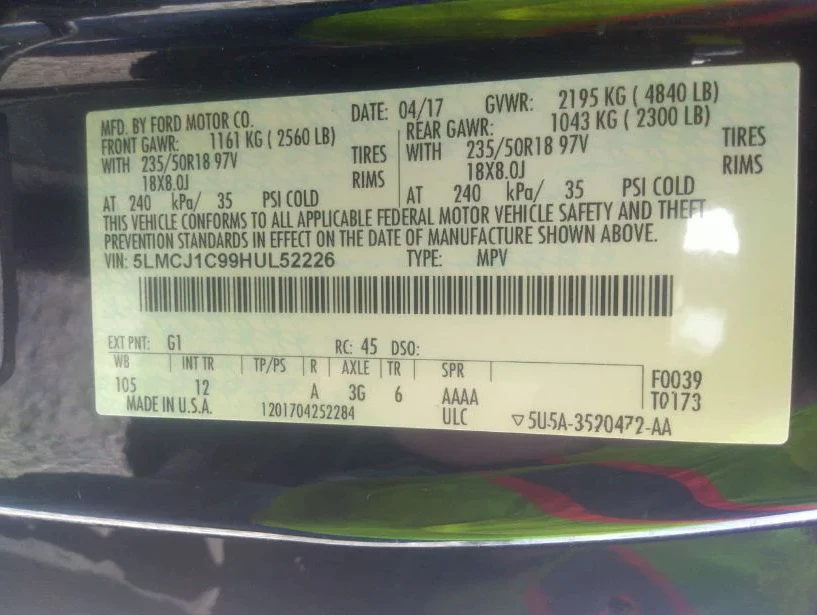 MFD. BY FORD MOTOR CO. DATE: 04/17 GVWR: 2195 KG ( 4840 LB)
FRONT GAWR: 1161 KG ( 2560 LB) REAR GAWR: 1043 KG ( 2300 LB)
WITH 235/50R18 97V TIRES WITH 235/50R18 97V TIRES
18X8.0J RIMS 18X8.0J RIMS
AT 240 kPa/ 35 PSI COLD AT 240 kPa/ 35 PSI COLD
THIS VEHICLE CONFORMS TO ALL APPLICABLE FEDERAL MOTOR VEHICLE SAFETY AND THEFT
PREVENTION STANDARDS IN EFFECT ON THE DATE OF MANUFACTURE SHOWN ABOVE.
VIN: 5LMCJ1C99HUL52226 TYPE: MPV
EXT PNT: G1 RC: 45 DSO:
WB INT TR TP/PS R AXLE TR SPR
105 12 A 3G 6 AAAA F0039
T0173
MADE IN U.S.A. 1201704252284 ULC ▽5U5A-3520472-AA